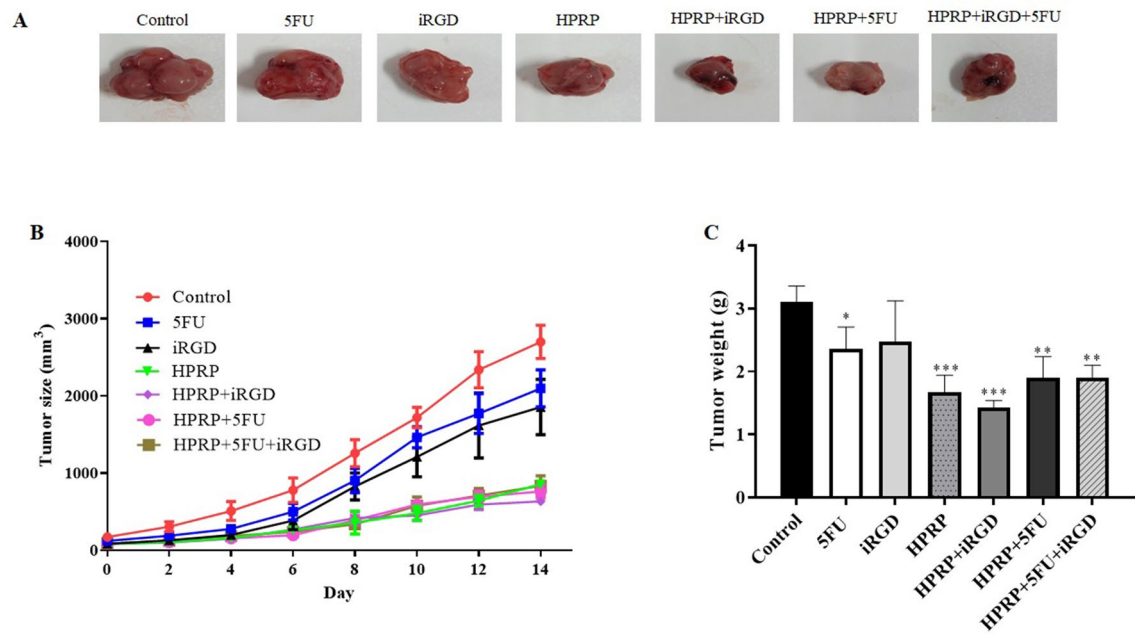 A
Control 5FU iRGD HPRP HPRP+iRGD HPRP+5FU HPRP+iRGD+5FU
B
Tumor size (mm3)
4000
3000
2000
1000
0
Control
5FU
iRGD
HPRP
HPRP+iRGD
HPRP+5FU
HPRP+5FU+iRGD
0 2 4 6 8 10 12 14
Day
C
Tumor weight (g)
4
3
2
1
0
* *** *** ** **
Control
5FU
iRGD
HPRP
HPRP+iRGD
HPRP+5FU
HPRP+5FU+iRGD